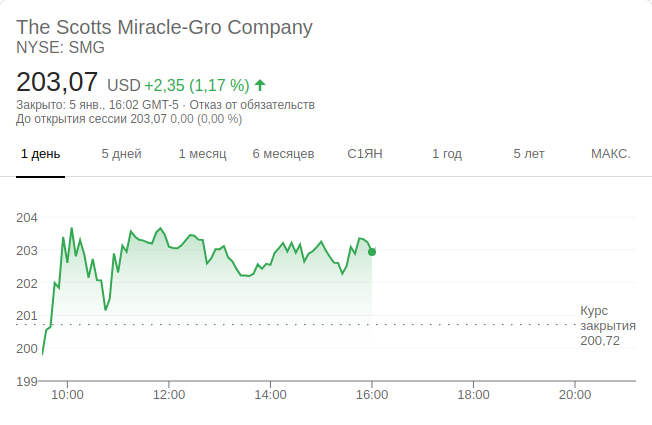 The Scotts Miracle-Gro Company
NYSE: SMG
203,07 USD +2,35 (1,17 %)
Закрыто: 5 янв., 16:02 GMT-5 · Отказ от обязательств
До открытия сессии 203,07 0,00 (0,00 %)
1 день 5 дней 1 месяц 6 месяцев С1ЯН 1 год 5 лет МАКС.
204
203
202
201
200
199
Курс
закрытия
200,72
10:00 12:00 14:00 16:00 18:00 20:00